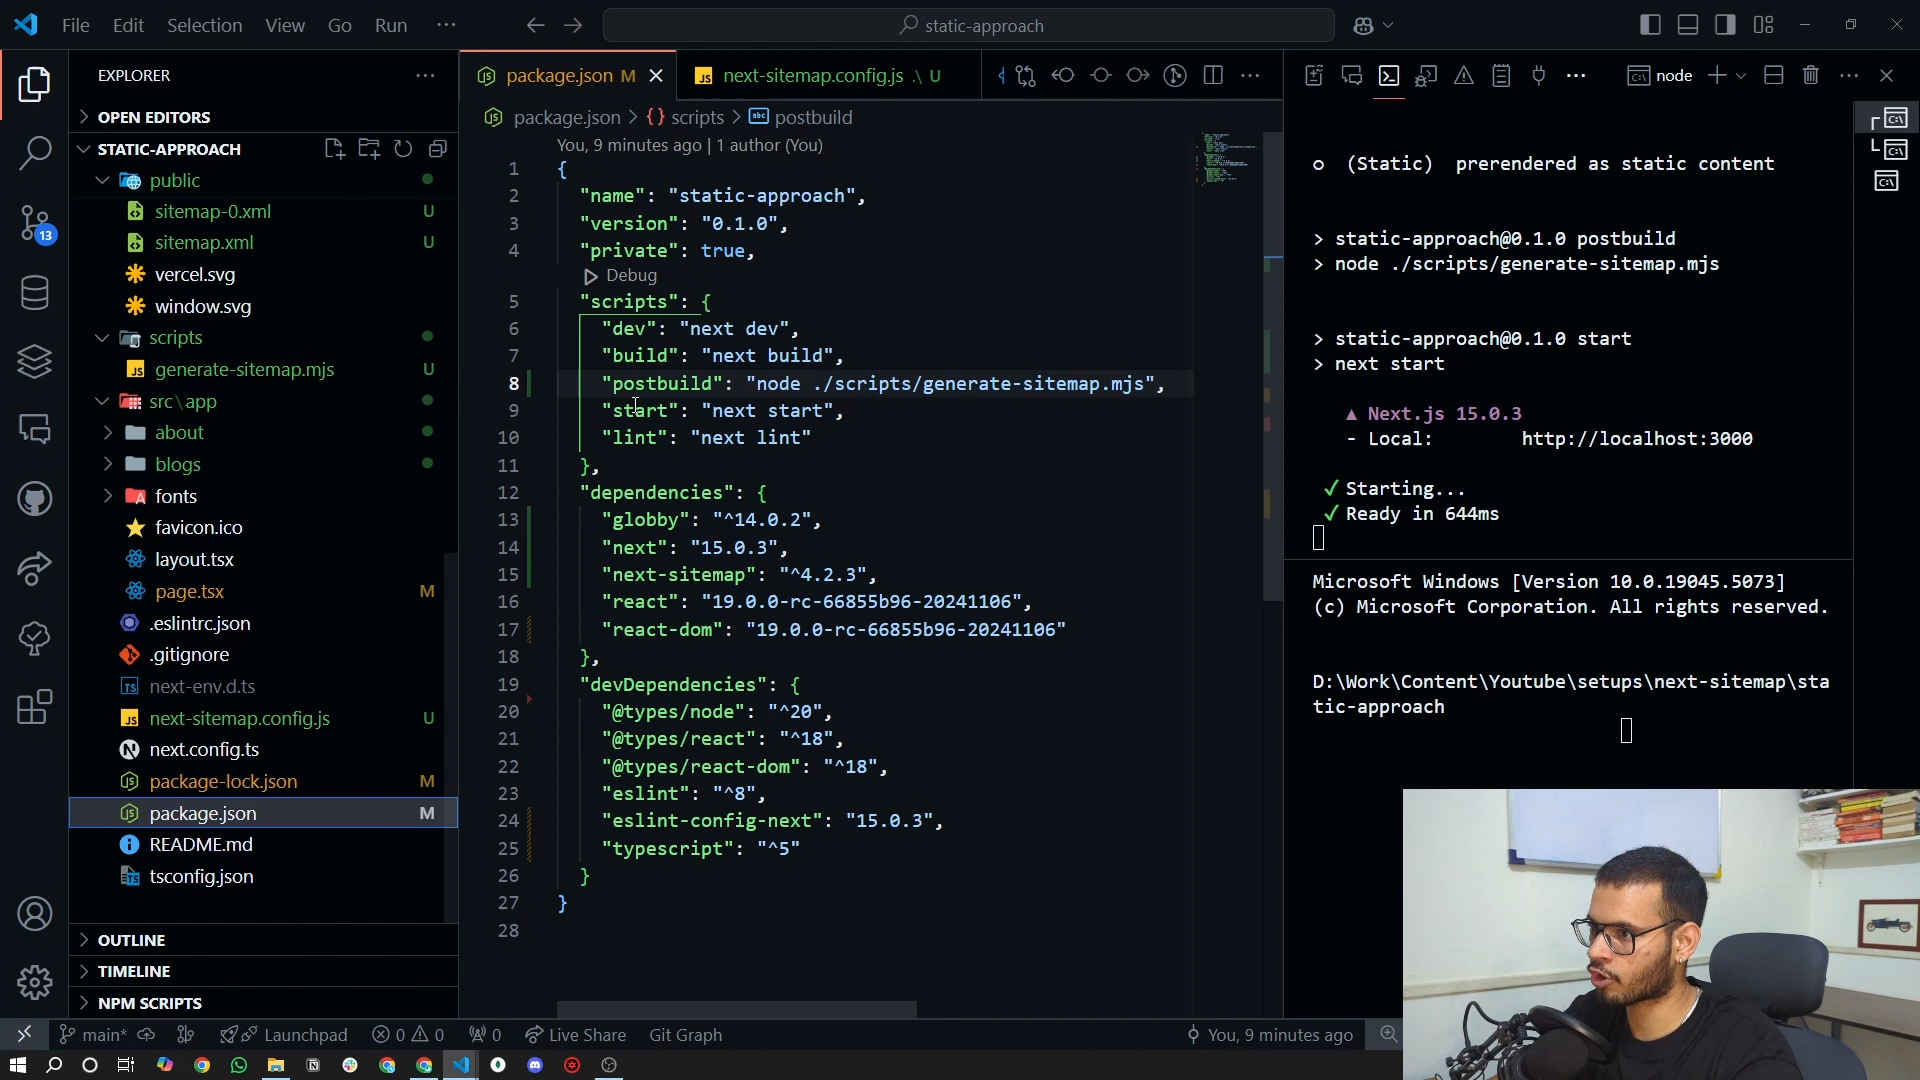 File Edit Selection View Go Run ···
static-approach
EXPLORER
OPEN EDITORS
STATIC-APPROACH
public
sitemap-0.xml U
sitemap.xml U
vercel.svg
window.svg
scripts
generate-sitemap.mjs U
src\app
about
blogs
fonts
favicon.ico
layout.tsx
page.tsx M
.eslintrc.json
.gitignore
next-env.d.ts
next-sitemap.config.js U
next.config.ts
package-lock.json M
package.json M
README.md
tsconfig.json
OUTLINE
TIMELINE
NPM SCRIPTS
13
package.json M
next-sitemap.config.js .\ U
package.json > {} scripts > abc postbuild
You, 9 minutes ago | 1 author (You)
1 {
2 "name": "static-approach",
3 "version": "0.1.0",
4 "private": true,
Debug
5 "scripts": {
6 "dev": "next dev",
7 "build": "next build",
8 "postbuild": "node ./scripts/generate-sitemap.mjs",
9 "start": "next start",
10 "lint": "next lint"
11 },
12 "dependencies": {
13 "globby": "^14.0.2",
14 "next": "15.0.3",
15 "next-sitemap": "^4.2.3",
16 "react": "19.0.0-rc-66855b96-20241106",
17 "react-dom": "19.0.0-rc-66855b96-20241106"
18 },
19 "devDependencies": {
20 "@types/node": "^20",
21 "@types/react": "^18",
22 "@types/react-dom": "^18",
23 "eslint": "^8",
24 "eslint-config-next": "15.0.3",
25 "typescript": "^5"
26 }
27 }
28
node
○ (Static) prerendered as static content
> static-approach@0.1.0 postbuild
> node ./scripts/generate-sitemap.mjs
> static-approach@0.1.0 start
> next start
▲ Next.js 15.0.3
- Local: http://localhost:3000
✓ Starting...
✓ Ready in 644ms
Microsoft Windows [Version 10.0.19045.5073]
(c) Microsoft Corporation. All rights reserved.
D:\Work\Content\Youtube\setups\next-sitemap\sta
tic-approach
main* Launchpad 0 0 0 Live Share Git Graph
You, 9 minutes ago